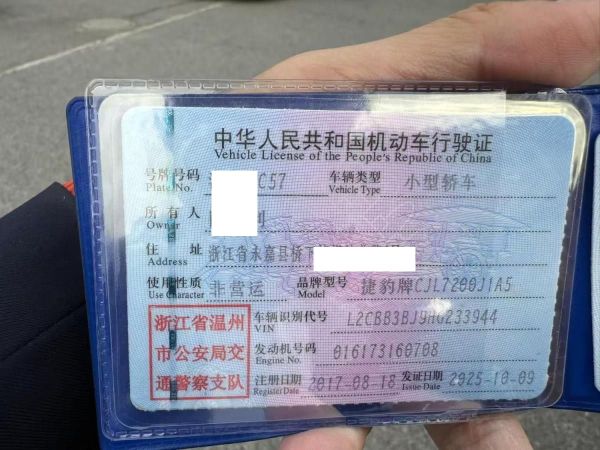 中华人民共和国机动车行驶证
Vehicle License of the People's Republic of China
号牌号码 C57 车辆类型 小型轿车
Plate No. Vehicle Type
所有人
Owner
住址 浙江省永嘉县桥下
Address
使用性质 非营运 品牌型号 捷豹牌CJL7200J1A5
Use Character Model
浙江省温州
市公安局交
通警察支队
车辆识别代号 L2CBB3BJ9HG233944
VIN
发动机号码 016173160708
Engine No.
注册日期 2017-08-18 发证日期 2025-10-09
Register Date Issue Date